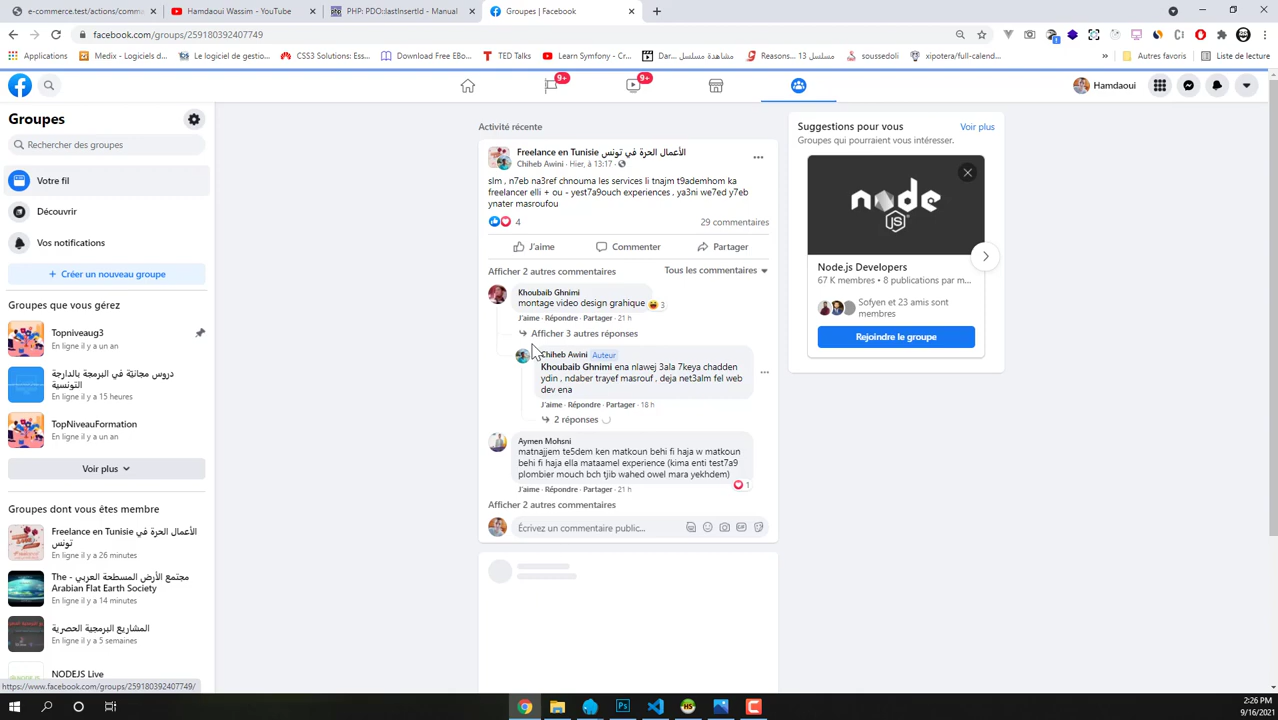 e-commerce.test/actions/comm
Hamdaoui Wassim - YouTube
PHP: PDO::lastInsertId - Manual
Groupes | Facebook
facebook.com/groups/259180392407749
Applications
Medix - Logiciels d...
Le logiciel de gestio...
CSS3 Solutions: Ess...
Download Free EBo...
TED Talks
Learn Symfony - Cr...
Dar... مشاهدة مسلسل
Reasons... 13 مسلسل
soussedoli
xipotera/full-calend...
Autres favoris
Liste de lecture
9+
9+
Hamdaoui
Groupes
Rechercher des groupes
Votre fil
Découvrir
Vos notifications
+ Créer un nouveau groupe
Groupes que vous gérez
Topniveaug3
En ligne il y a un an
دروس مجانيّة في البرمجة بالدارجة
التونسية
En ligne il y a 15 heures
TopNiveauFormation
En ligne il y a un an
Voir plus
Groupes dont vous êtes membre
Freelance en Tunisie الأعمال الحرة في
تونس
En ligne il y a 26 minutes
The - مجتمع الأرض المسطحة العربي
Arabian Flat Earth Society
En ligne il y a 14 minutes
المشاريع البرمجية الحصرية
En ligne il y a 5 semaines
NODEJS Live
https://www.facebook.com/groups/259180392407749/
Activité récente
Freelance en Tunisie الأعمال الحرة في تونس
Chiheb Awini · Hier, à 13:17 ·
slm , n7eb na3ref chnouma les services li tnajm t9ademhom ka
freelancer elli + ou - yest7a9ouch experiences , ya3ni we7ed y7eb
ynater masroufou
4
29 commentaires
J'aime
Commenter
Partager
Afficher 2 autres commentaires
Tous les commentaires
Khoubaib Ghnimi
montage video design grahique
3
J'aime · Répondre · Partager · 21 h
Afficher 3 autres réponses
Chiheb Awini Auteur
Khoubaib Ghnimi ena nlawej 3ala 7keya chadden
ydin , ndaber trayef masrouf , deja net3alm fel web
dev ena
J'aime · Répondre · Partager · 18 h
2 réponses
Aymen Mohsni
matnajjem te5dem ken matkoun behi fi haja w matkoun
behi fi haja ella mataamel experience (kima enti test7a9
plombier mouch bch tjib wahed owel mara yekhdem)
1
J'aime · Répondre · Partager · 21 h
Afficher 2 autres commentaires
Écrivez un commentaire public...
GIF
Suggestions pour vous
Voir plus
Groupes qui pourraient vous intéresser.
node
JS
Node.js Developers
67 K membres • 8 publications par m...
Sofyen et 23 amis sont
membres
Rejoindre le groupe
2:26 PM
9/16/2021